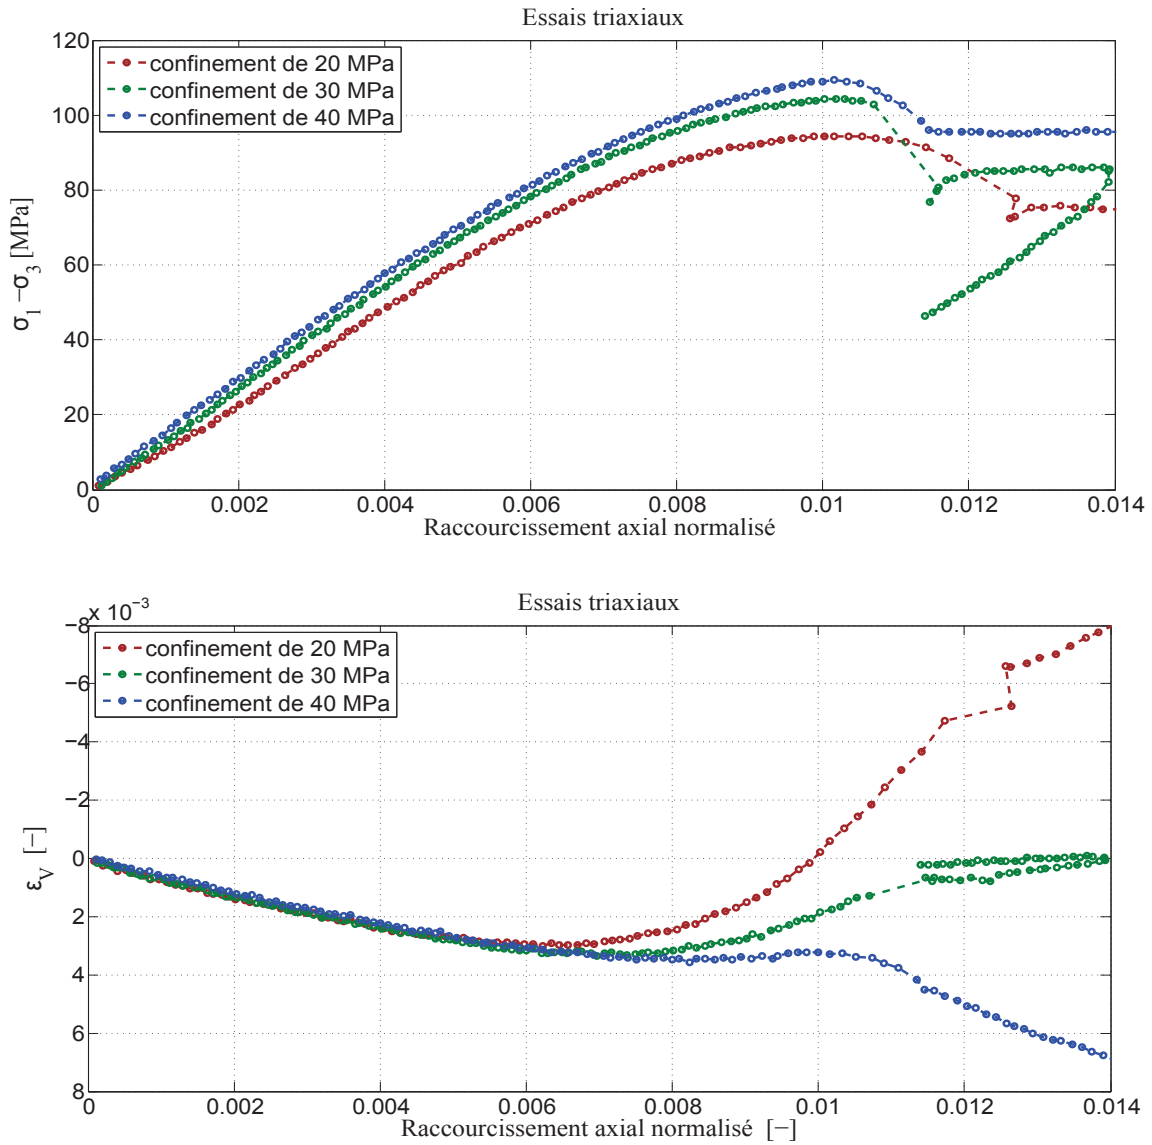 Essais triaxiaux
120
100
80
60
40
20
0
σ₁ −σ₃ [MPa]
confinement de 20 MPa
confinement de 30 MPa
confinement de 40 MPa
0 0.002 0.004 0.006 0.008 0.01 0.012 0.014
Raccourcissement axial normalisé
Essais triaxiaux
x 10⁻³
−8
−6
−4
−2
0
2
4
6
8
εV [−]
confinement de 20 MPa
confinement de 30 MPa
confinement de 40 MPa
0 0.002 0.004 0.006 0.008 0.01 0.012 0.014
Raccourcissement axial normalisé [−]